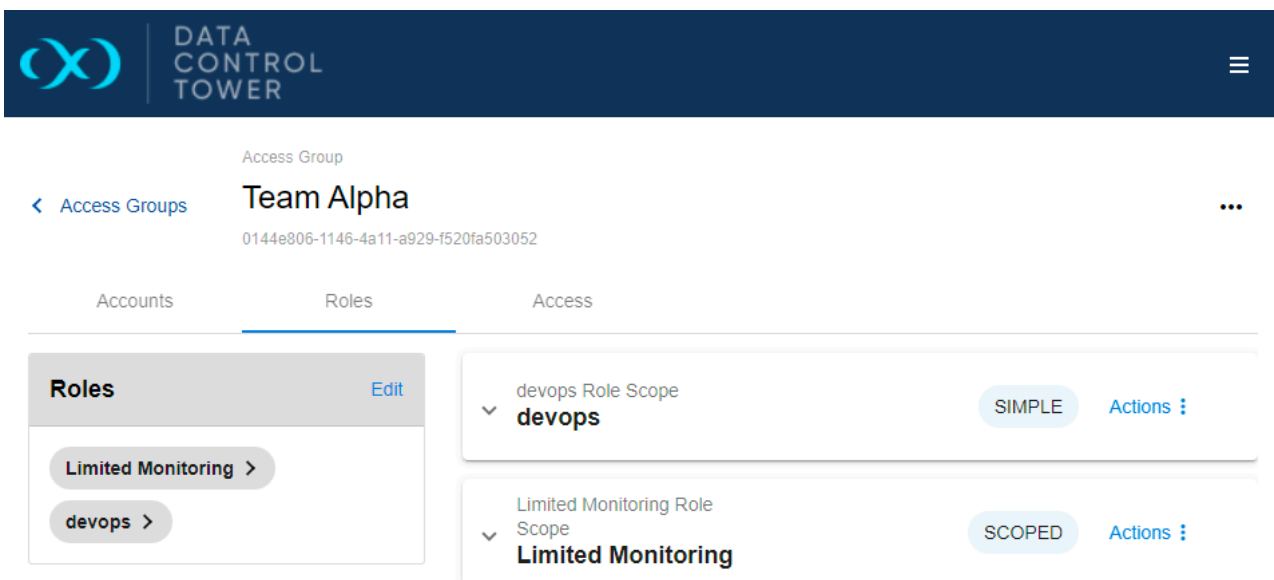 DATA
CONTROL
TOWER
Access Group
Access Groups
Team Alpha
0144e806-1146-4a11-a929-f520fa503052
Accounts Roles Access
Roles Edit
Limited Monitoring
devops
devops Role Scope
devops
SIMPLE Actions
Limited Monitoring Role
Scope
Limited Monitoring
SCOPED Actions